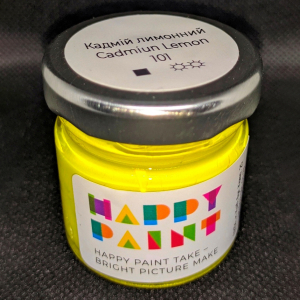 Кадмій лимонний
Cadmiun Lemon
101
HAPPY
PAINT
HAPPY PAINT TAKE –
BRIGHT PICTURE MAKE